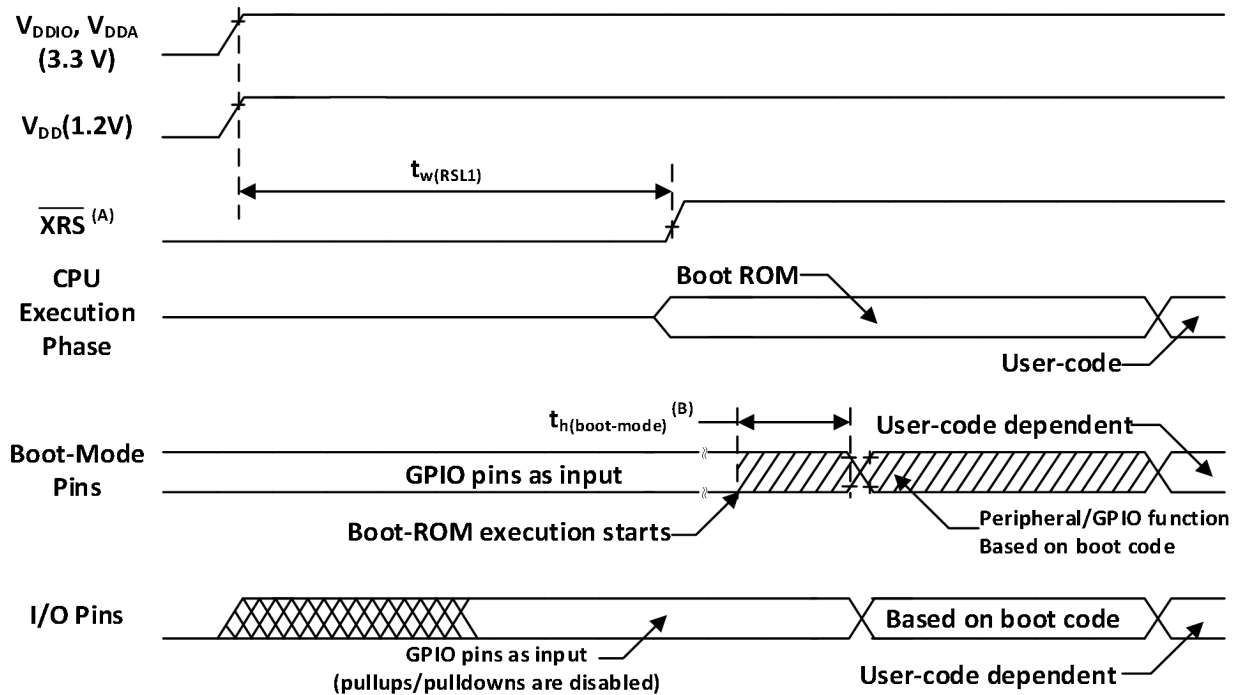 VDDIO, VDDA
(3.3 V)
VDD(1.2V)
tw(RSL1)
XRS (A)
CPU
Execution
Phase
Boot ROM
User-code
th(boot-mode) (B)
User-code dependent
Boot-Mode
Pins
GPIO pins as input
Boot-ROM execution starts
Peripheral/GPIO function
Based on boot code
I/O Pins
Based on boot code
GPIO pins as input
(pullups/pulldowns are disabled)
User-code dependent